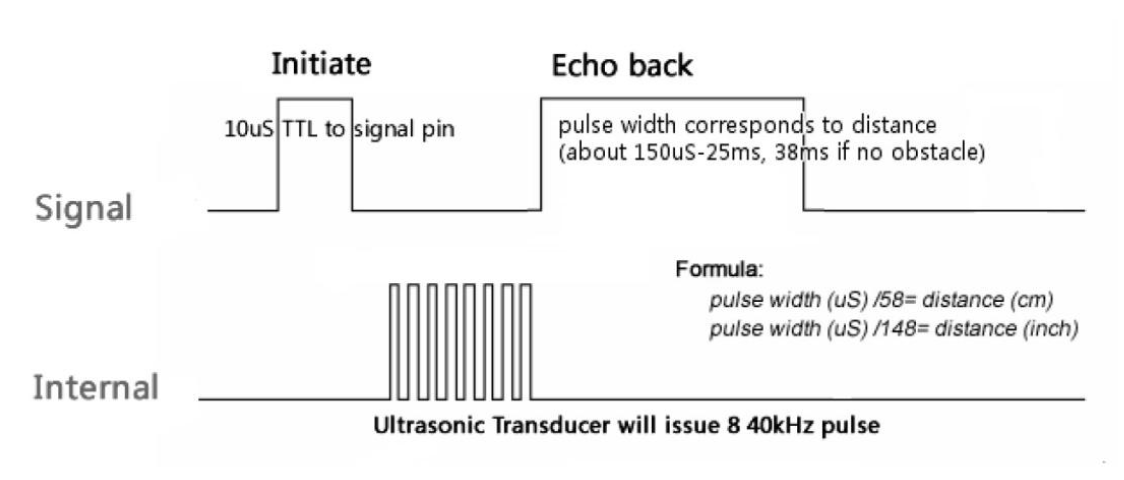 Initiate
Echo back
10uS TTL to signal pin
pulse width corresponds to distance
(about 150uS-25ms, 38ms if no obstacle)
Signal
Formula:
pulse width (uS) /58= distance (cm)
pulse width (uS) /148= distance (inch)
Internal
Ultrasonic Transducer will issue 8 40kHz pulse